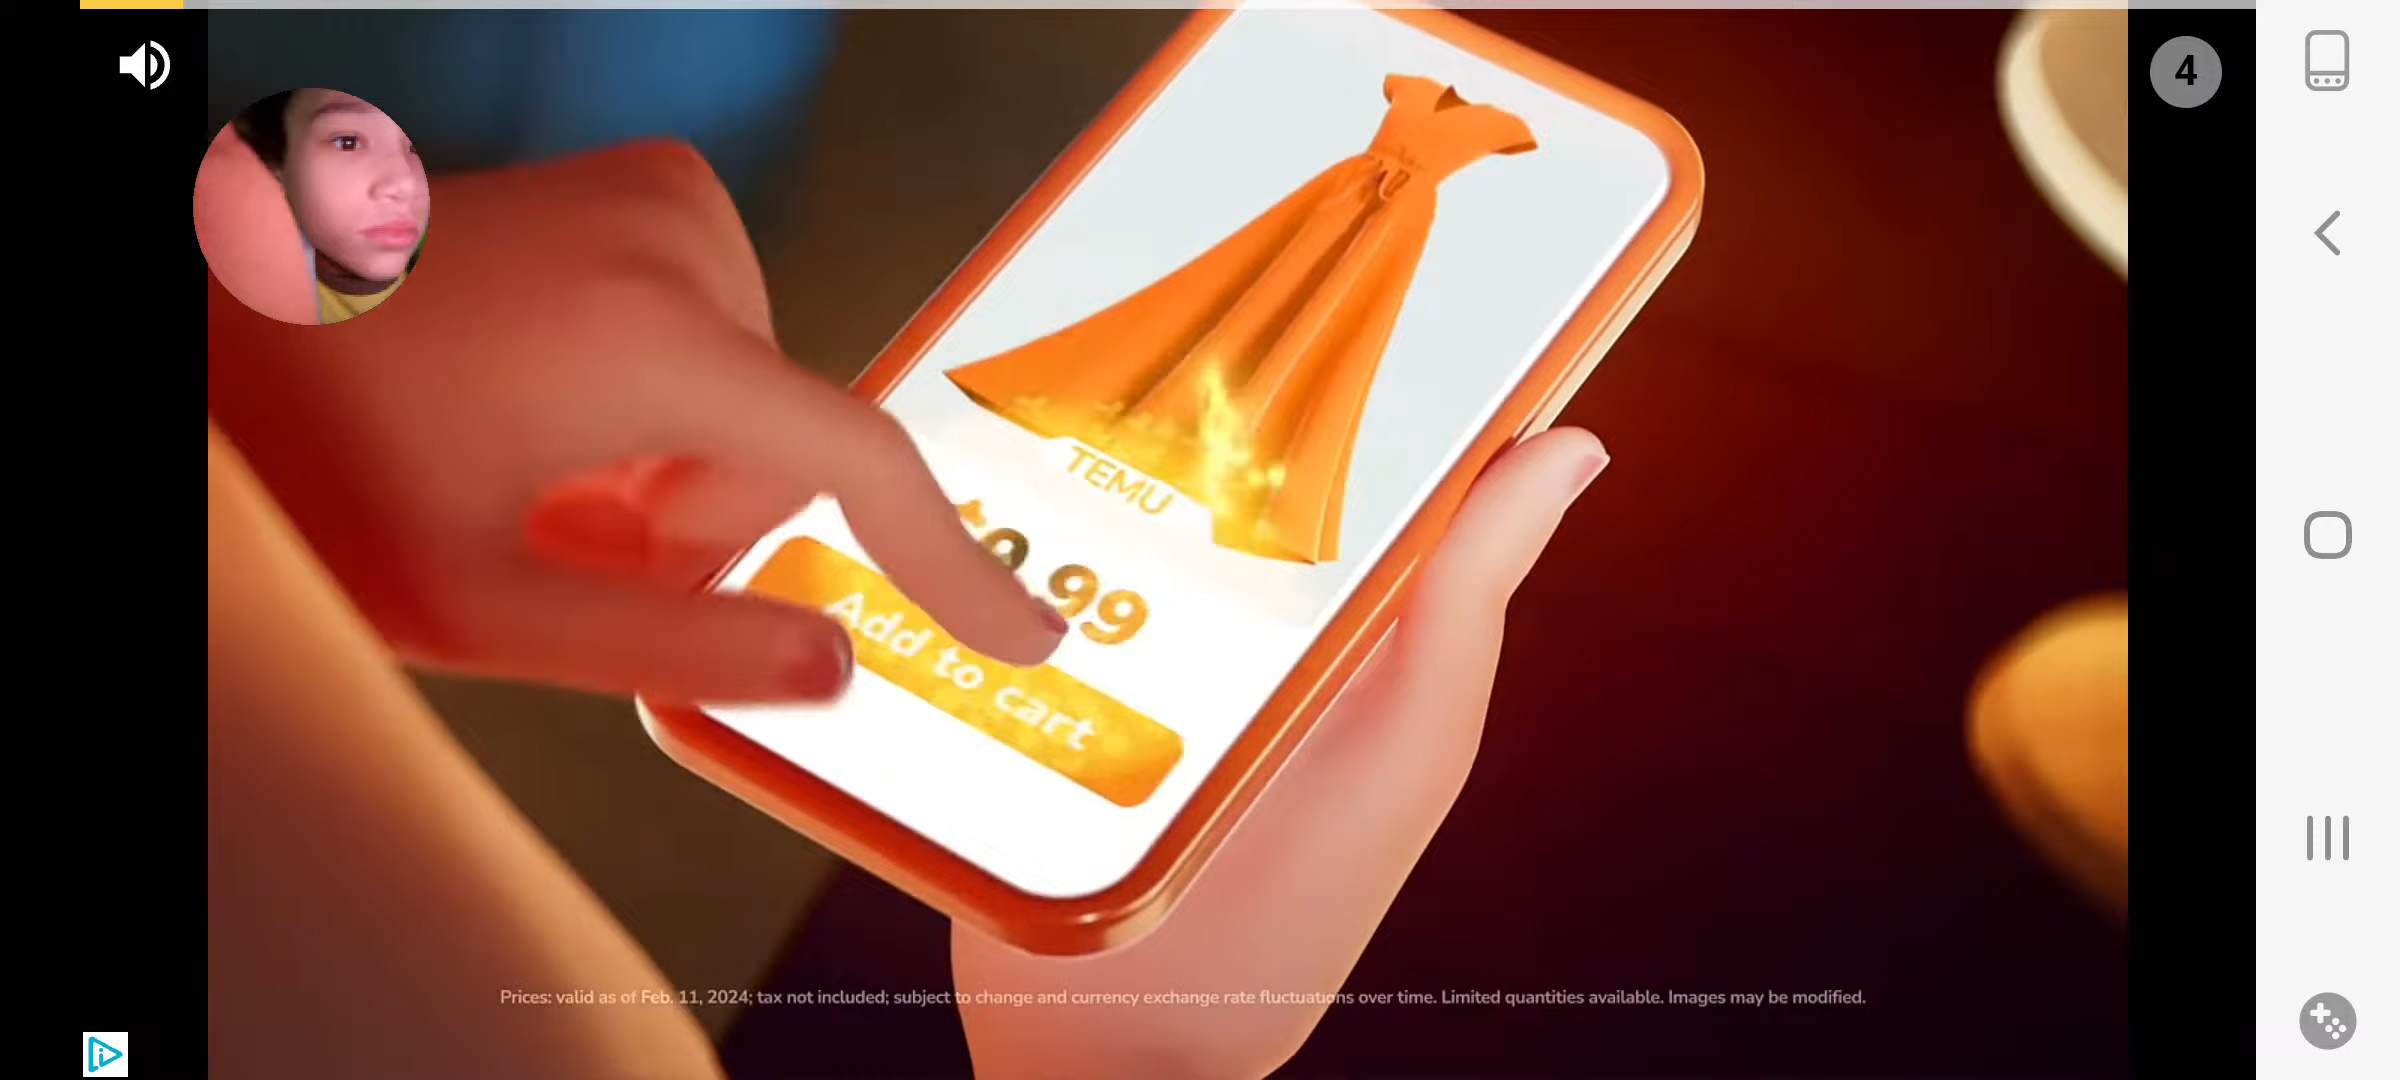 4
TEMU
.99
Add to cart
Prices: valid as of Feb. 11, 2024; tax not included; subject to change and currency exchange rate fluctuations over time. Limited quantities available. Images may be modified.